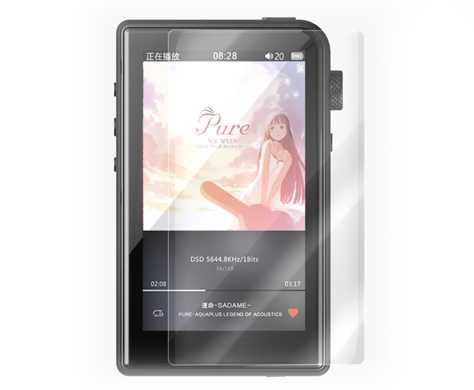 正在播放 08:28 20
Pure
AQUAPLUS
LEGEND OF ACOUSTICS
DSD 5644.8KHz/1Bits
56/188
02:08 03:17
運命-SADAME-
PURE-AQUAPLUS LEGEND OF ACOUSTICS